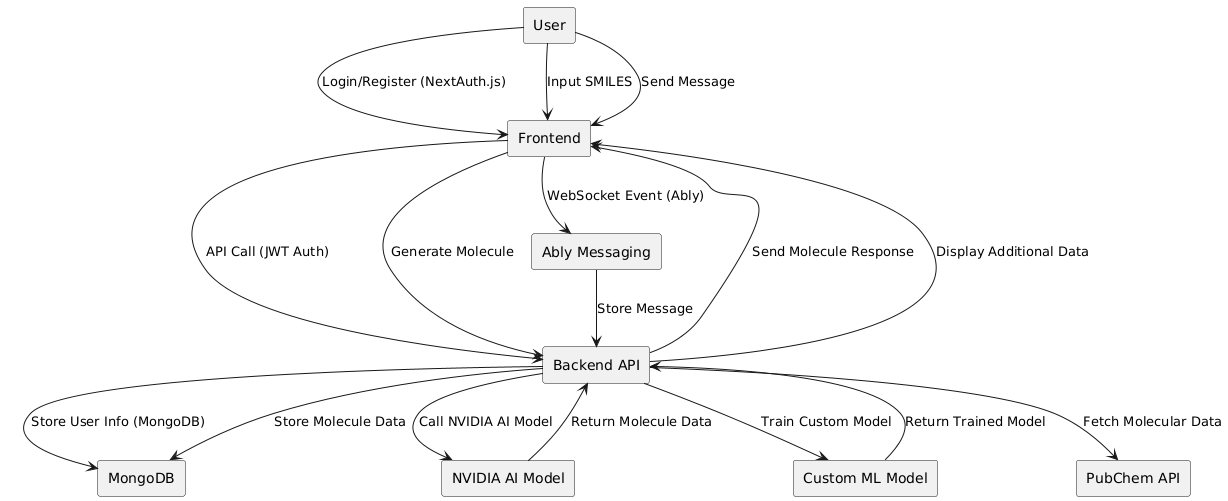 User
Login/Register (NextAuth.js)
Input SMILES
Send Message
Frontend
WebSocket Event (Ably)
API Call (JWT Auth)
Generate Molecule
Ably Messaging
Send Molecule Response
Display Additional Data
Store Message
Backend API
Store User Info (MongoDB)
Store Molecule Data
Call NVIDIA AI Model
Return Molecule Data
Train Custom Model
Return Trained Model
Fetch Molecular Data
MongoDB
NVIDIA AI Model
Custom ML Model
PubChem API